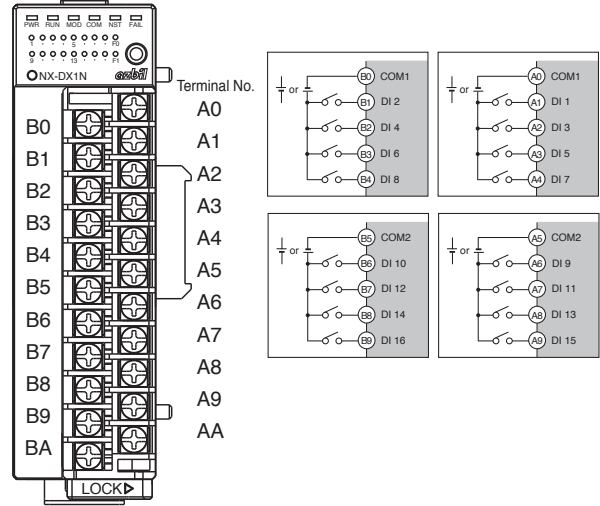 PWR RUN MOD COM NST FAIL
1 · · · 5 · · F0
9 · · · 13 · · · F1
NX-DX1N azbil
Terminal No.
B0
B1
B2
B3
B4
B5
B6
B7
B8
B9
BA
A0
A1
A2
A3
A4
A5
A6
A7
A8
A9
AA
LOCK
or
B0 COM1
B1 DI 2
B2 DI 4
B3 DI 6
B4 DI 8
or
A0 COM1
A1 DI 1
A2 DI 3
A3 DI 5
A4 DI 7
or
B5 COM2
B6 DI 10
B7 DI 12
B8 DI 14
B9 DI 16
or
A5 COM2
A6 DI 9
A7 DI 11
A8 DI 13
A9 DI 15